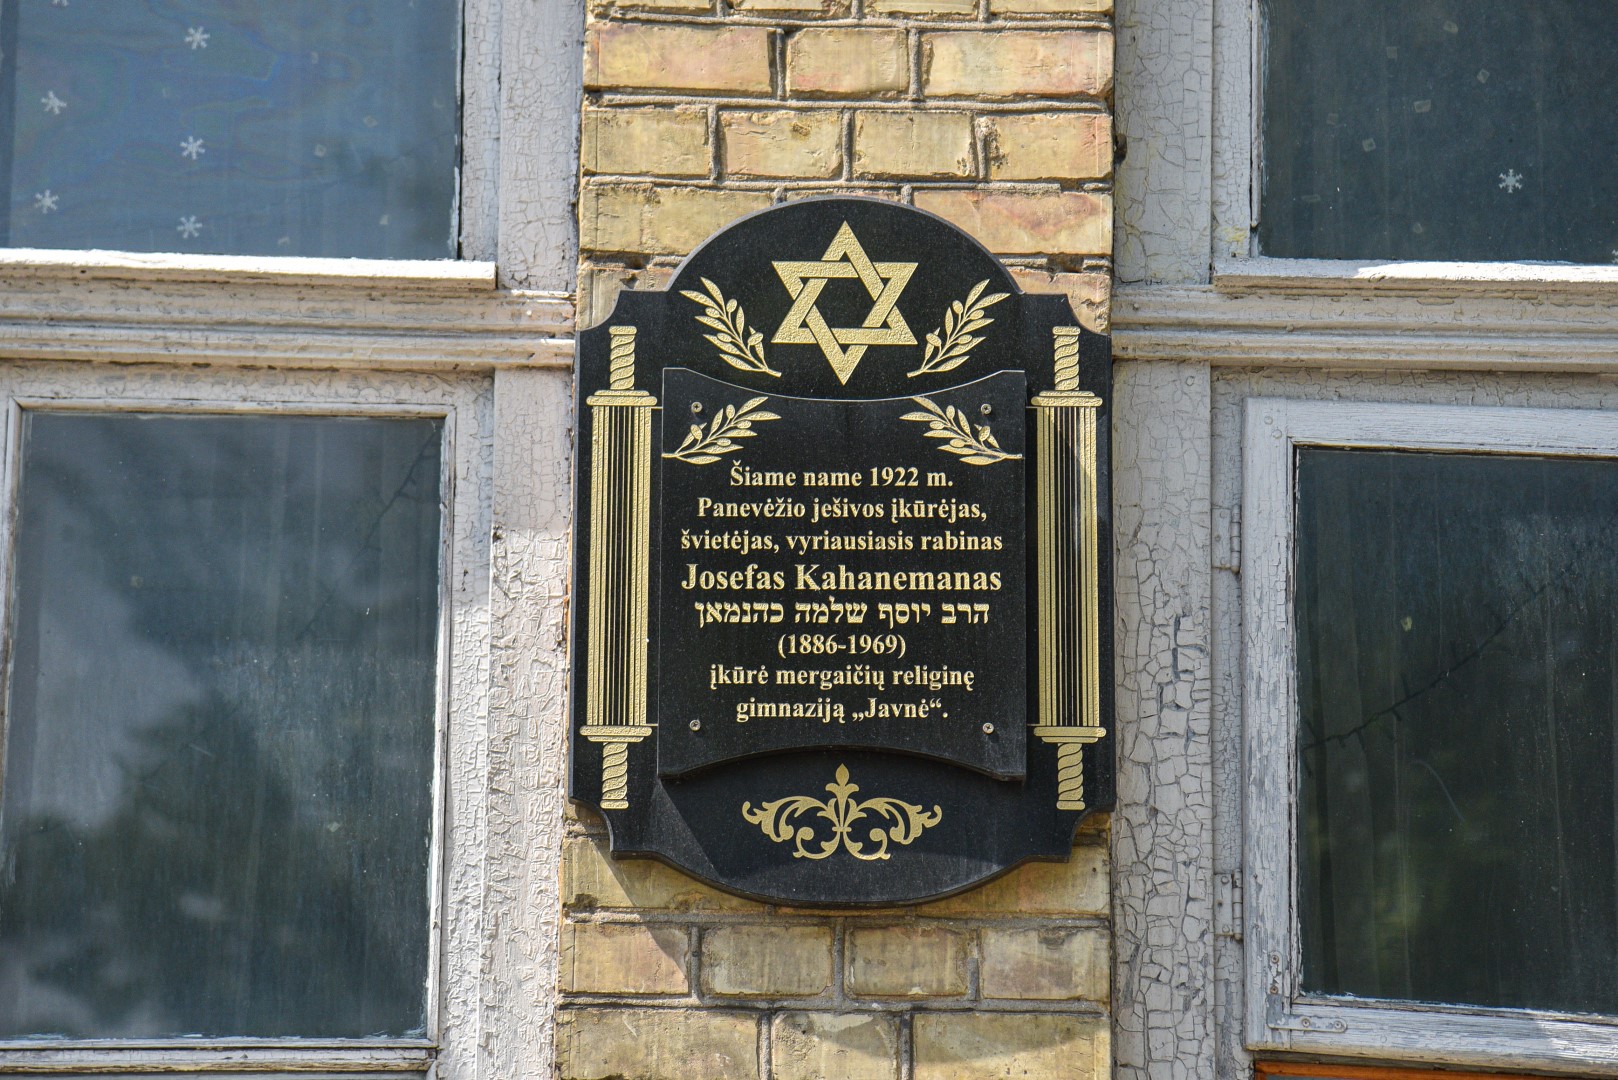 Šiame name 1922 m.
Panevėžio ješivos įkūrėjas,
švietėjas, vyriausiasis rabinas
Josefas Kahanemanas
הרב יוסף שלמה כהנמאן
(1886-1969)
įkūrė mergaičių religinę
gimnaziją „Javnė“.